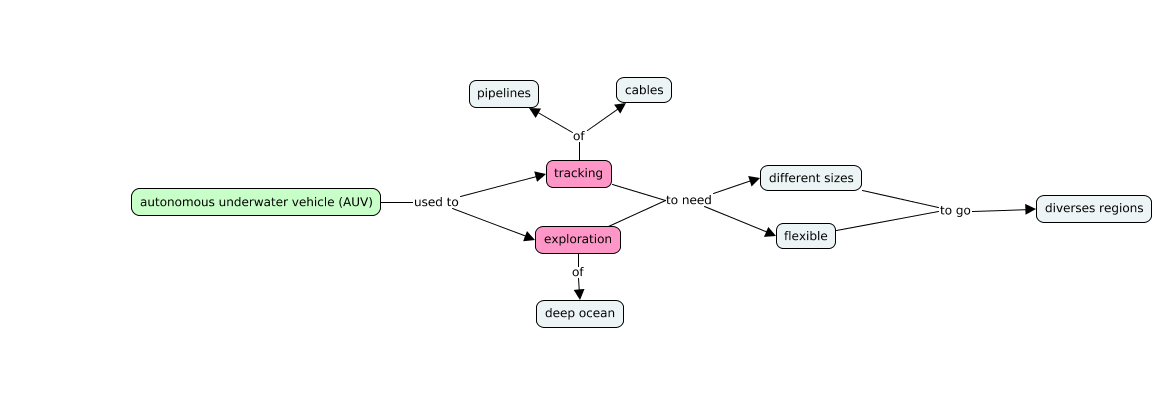 pipelines
cables
of
tracking
autonomous underwater vehicle (AUV)
used to
to need
different sizes
flexible
to go
diverses regions
exploration
of
deep ocean